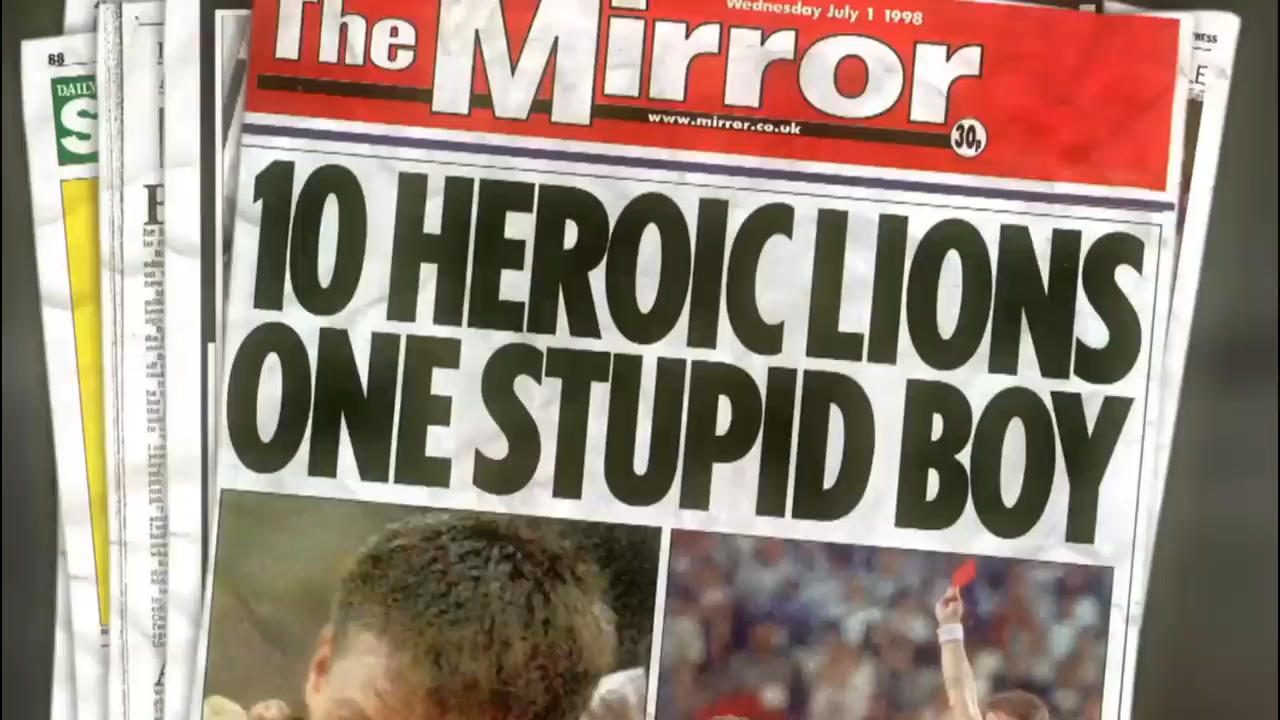 88
DAILY
S
Wednesday July 1 1998
The Mirror
www.mirror.co.uk
30p
10 HEROIC LIONS
ONE STUPID BOY